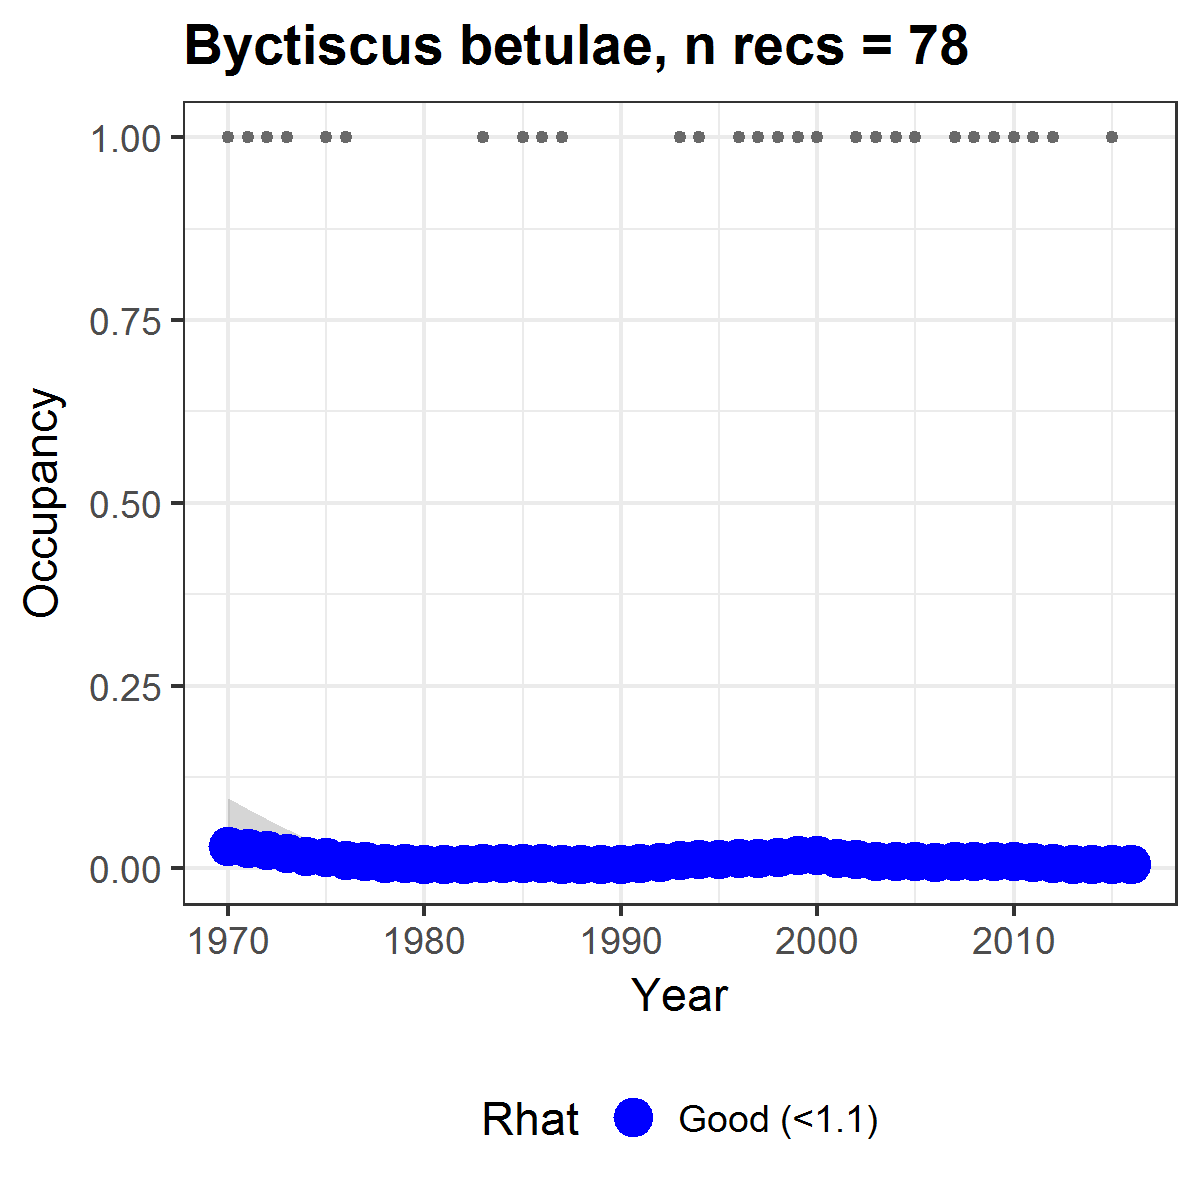 Byctiscus betulae, n recs = 78
1.00
0.75
0.50
0.25
0.00
Occupancy
1970 1980 1990 2000 2010
Year
Rhat Good (<1.1)